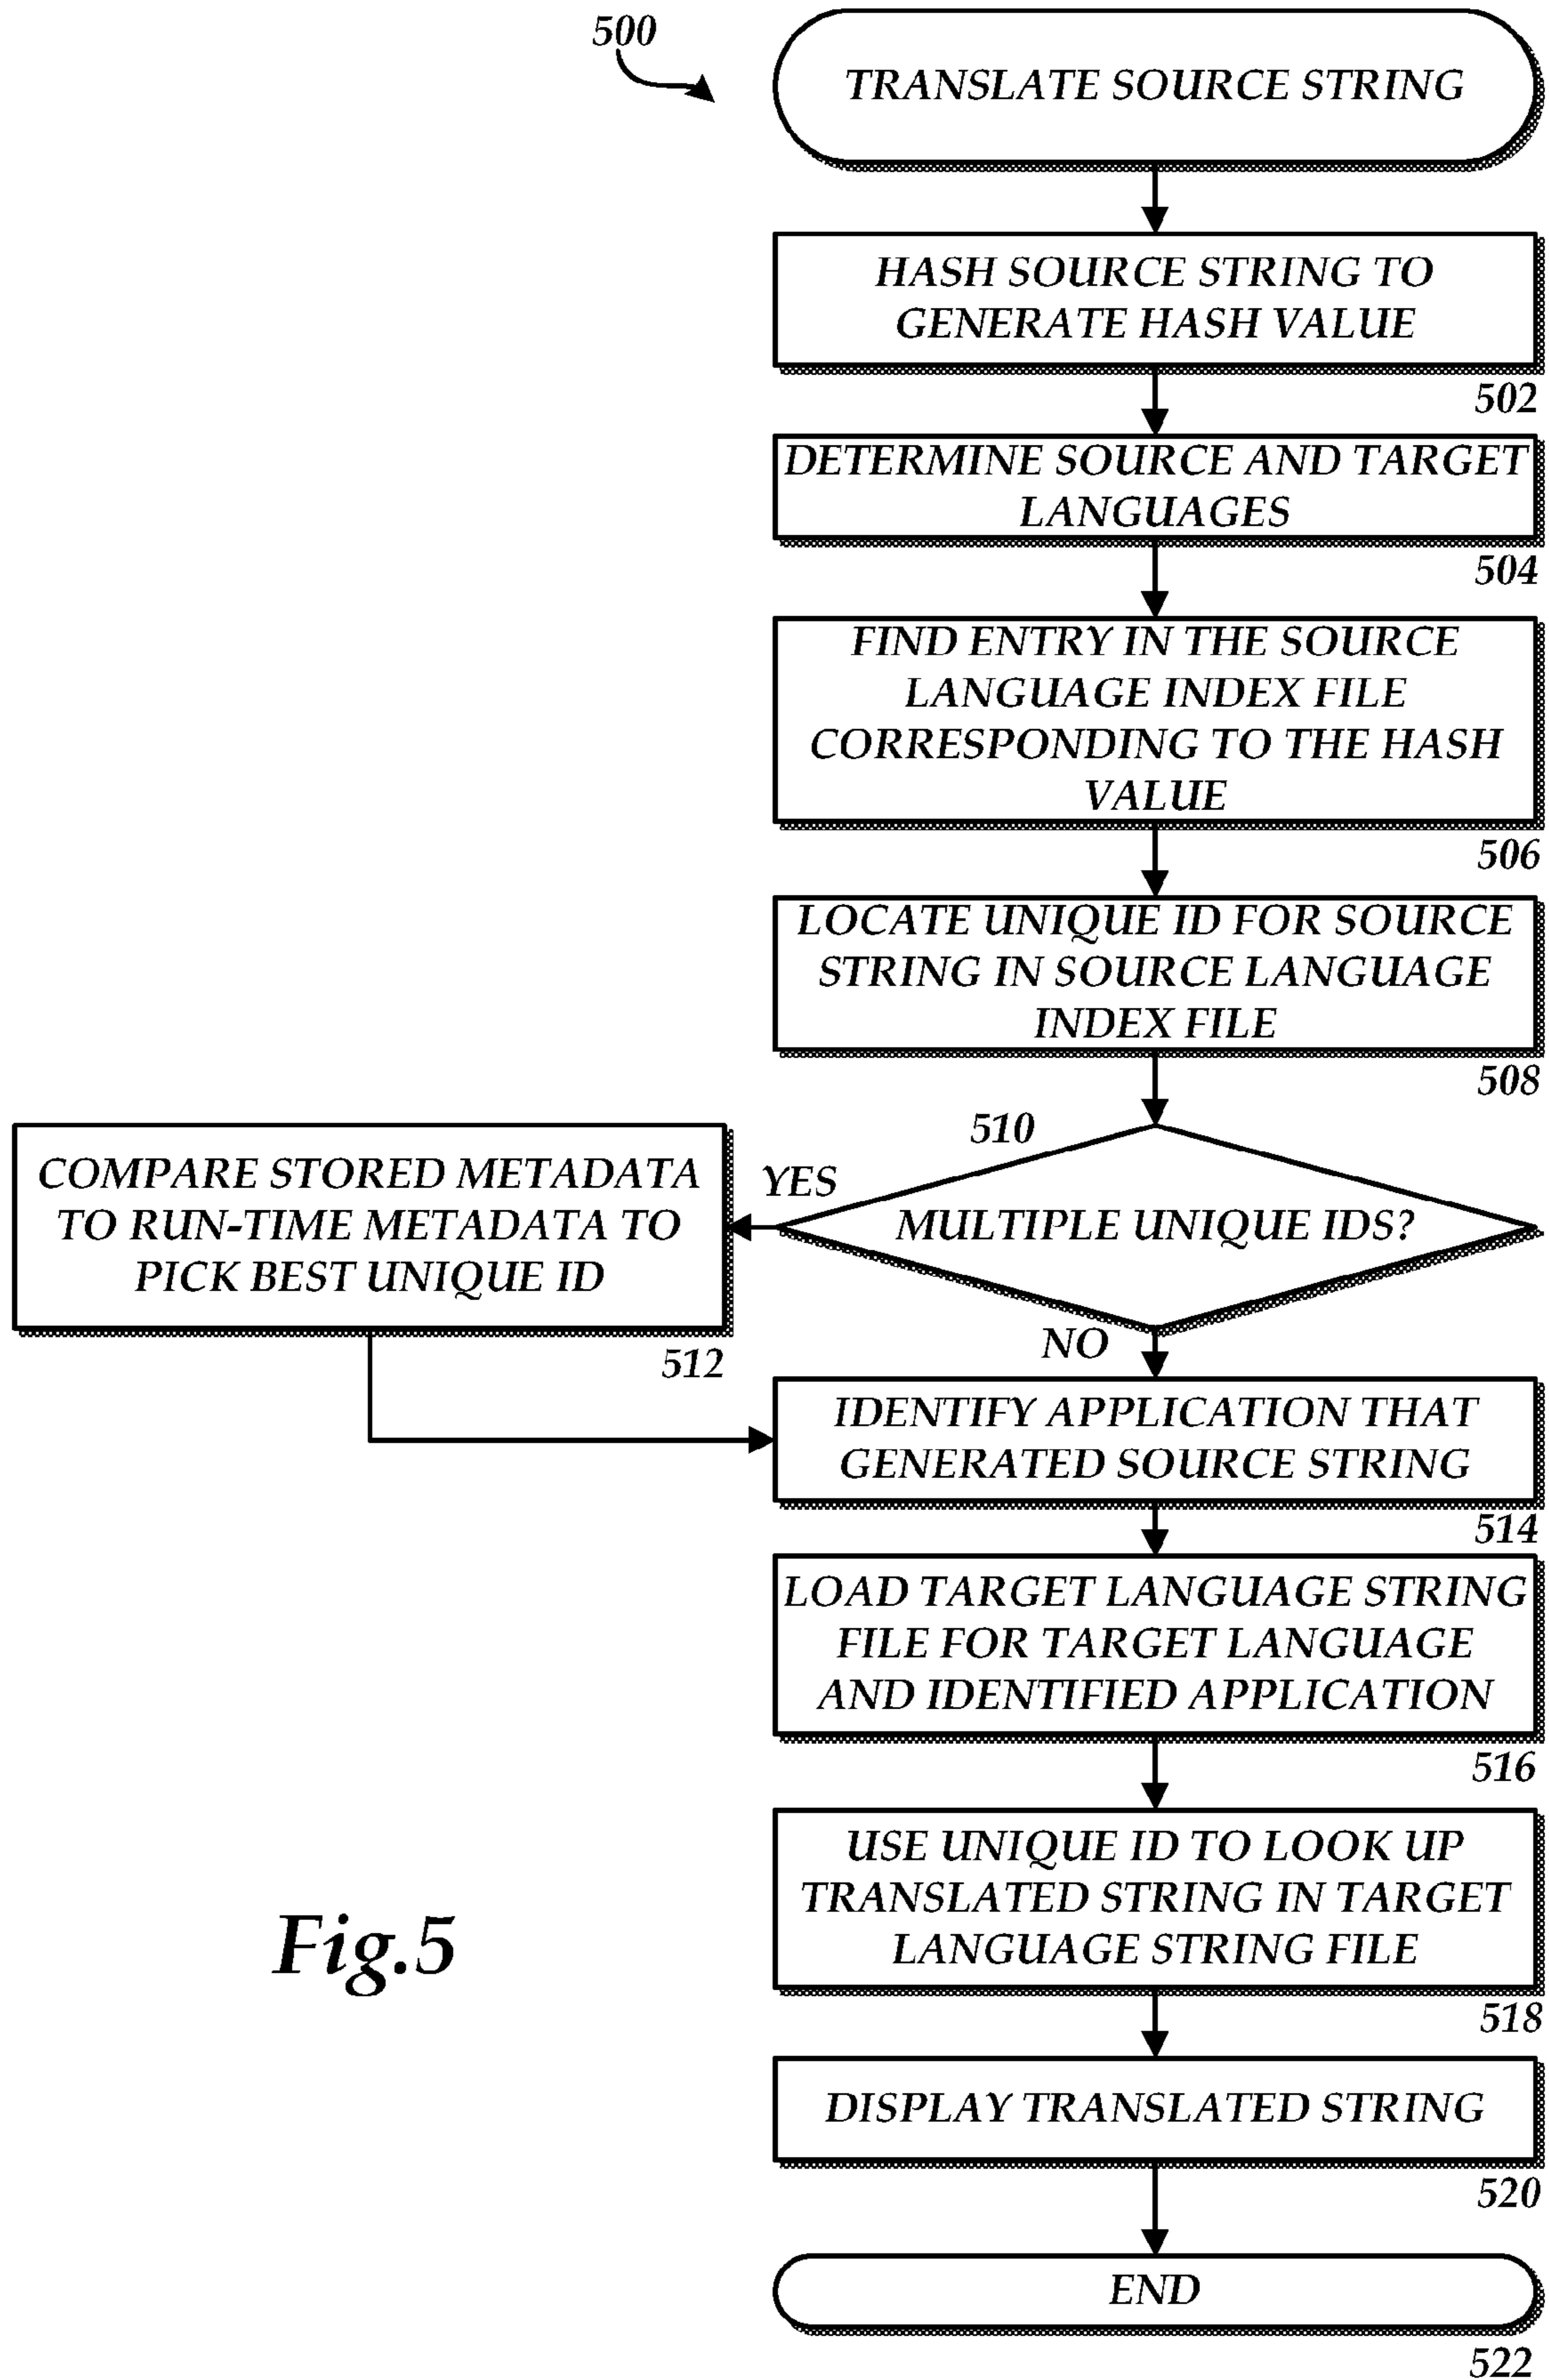 500
TRANSLATE SOURCE STRING
HASH SOURCE STRING TO
GENERATE HASH VALUE
502
DETERMINE SOURCE AND TARGET
LANGUAGES
504
FIND ENTRY IN THE SOURCE
LANGUAGE INDEX FILE
CORRESPONDING TO THE HASH
VALUE
506
LOCATE UNIQUE ID FOR SOURCE
STRING IN SOURCE LANGUAGE
INDEX FILE
508
510
MULTIPLE UNIQUE IDS?
YES
COMPARE STORED METADATA
TO RUN-TIME METADATA TO
PICK BEST UNIQUE ID
512
NO
IDENTIFY APPLICATION THAT
GENERATED SOURCE STRING
514
LOAD TARGET LANGUAGE STRING
FILE FOR TARGET LANGUAGE
AND IDENTIFIED APPLICATION
516
USE UNIQUE ID TO LOOK UP
TRANSLATED STRING IN TARGET
LANGUAGE STRING FILE
518
DISPLAY TRANSLATED STRING
520
END
522
Fig.5